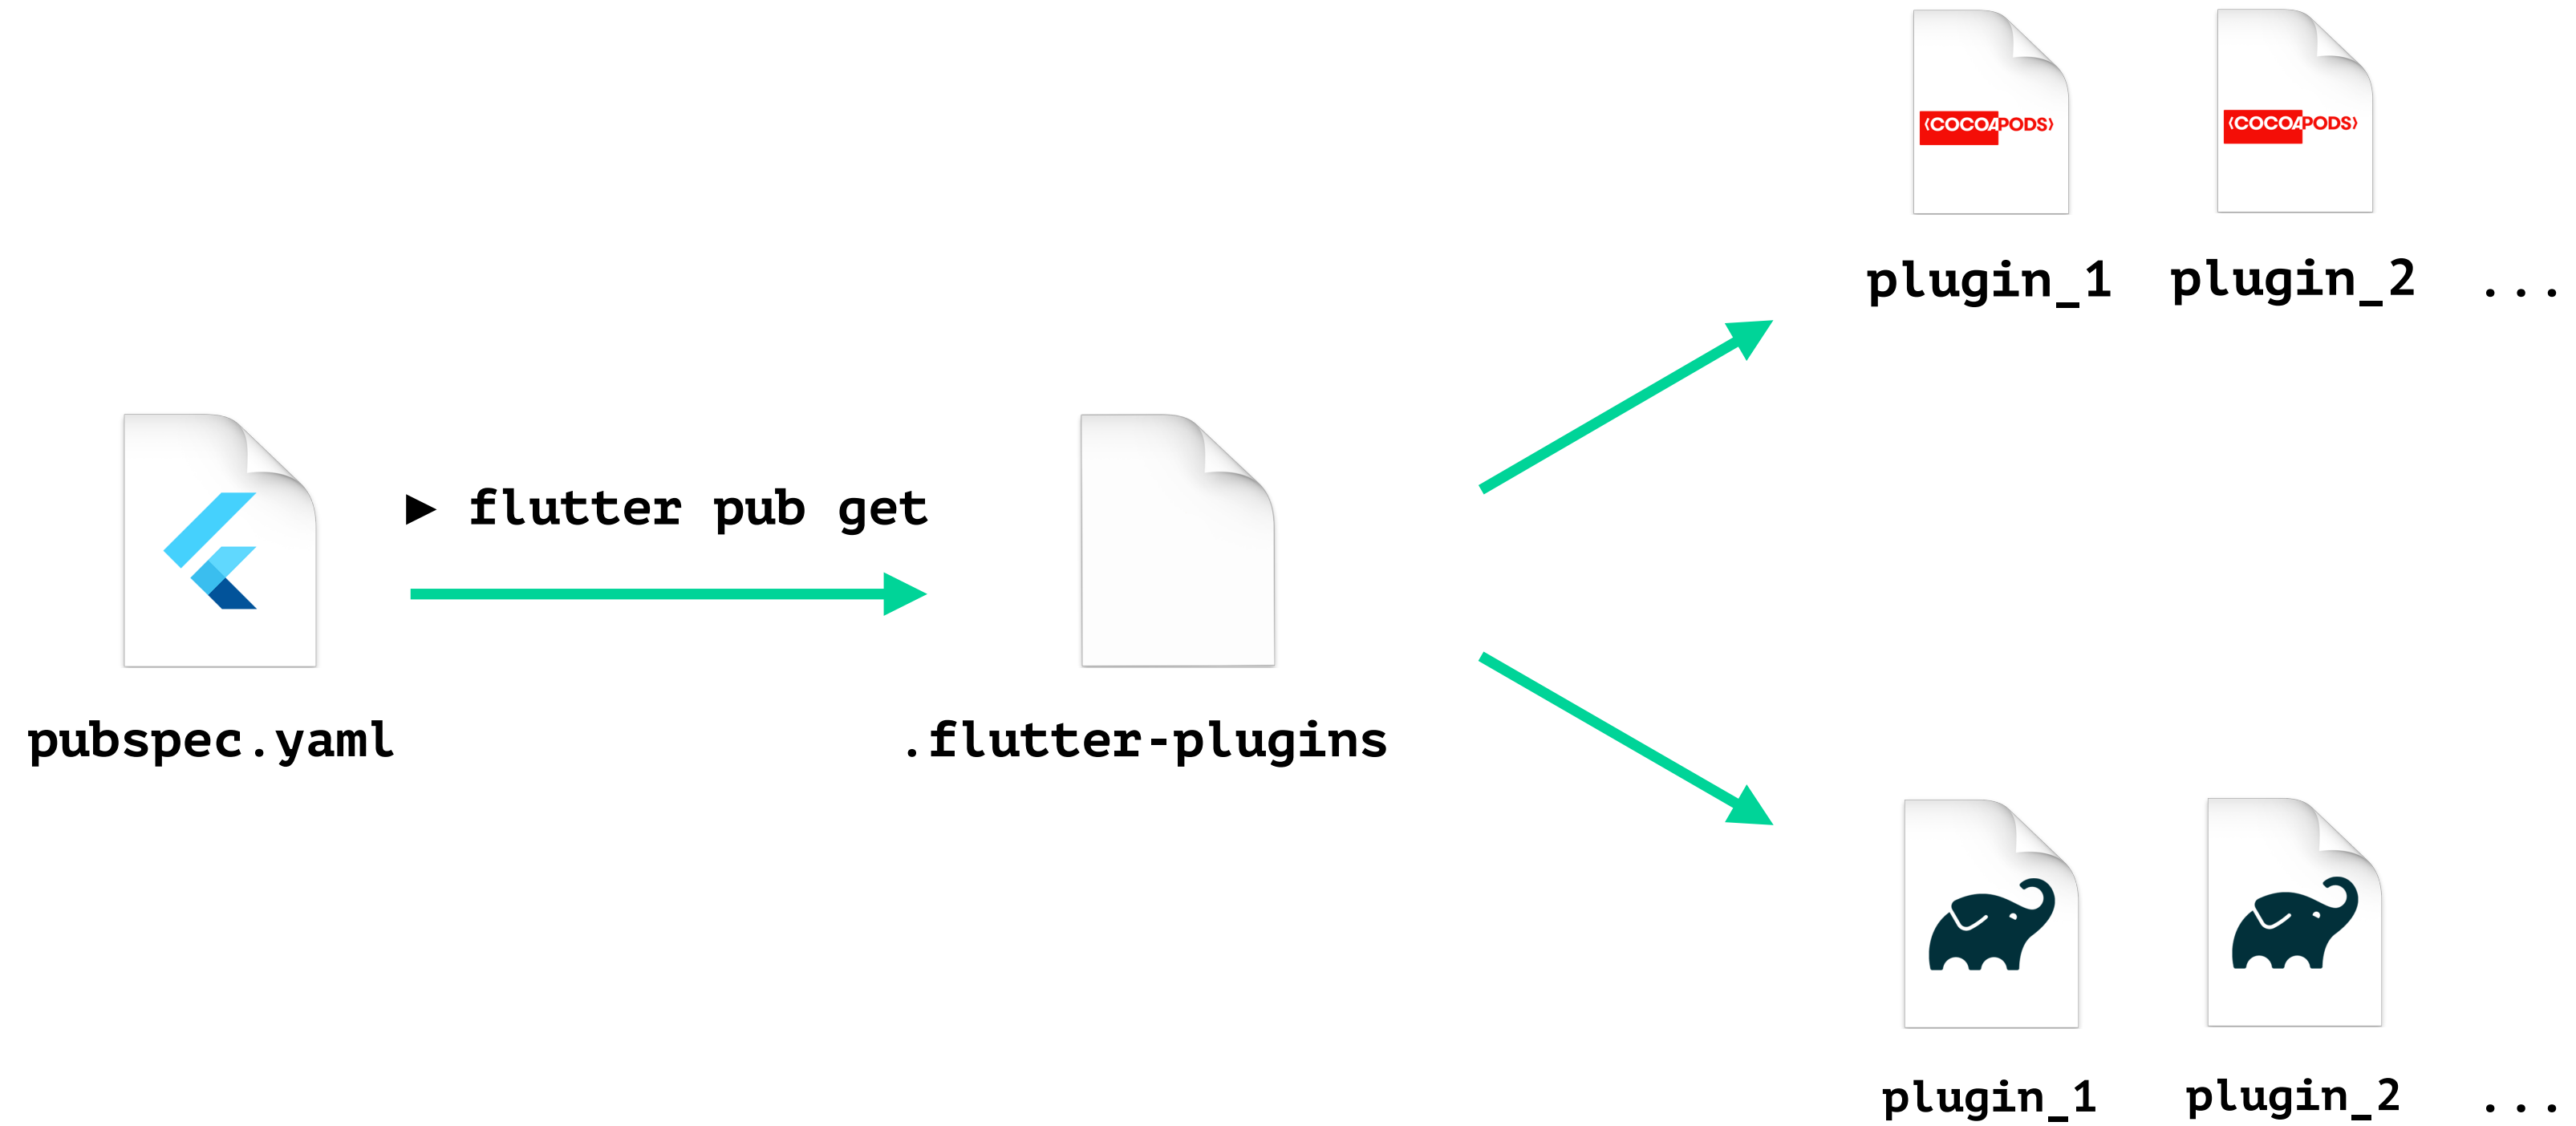 ‹COCOAPODS›
‹COCOAPODS›
plugin_1
plugin_2
...
▶ flutter pub get
pubspec.yaml
.flutter-plugins
plugin_1
plugin_2
...